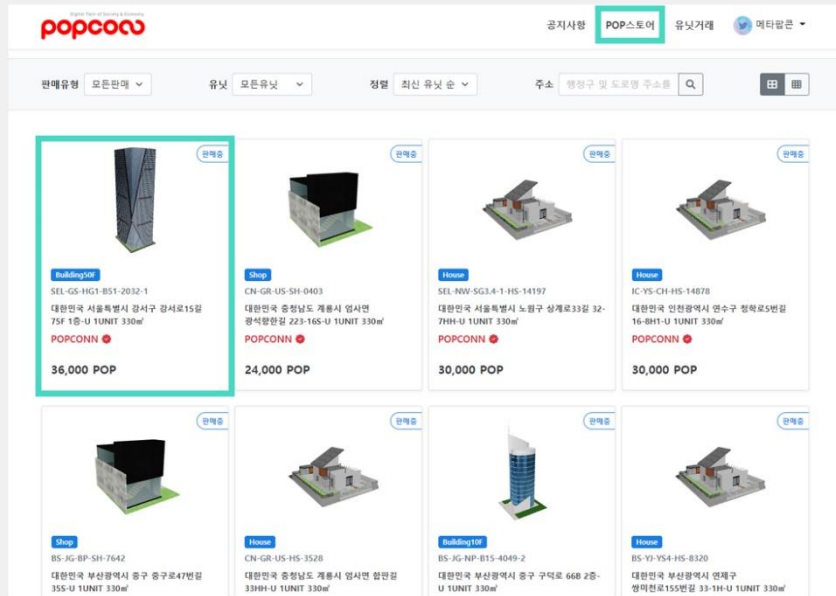 Digital Twin of Society & Economy
popconn
공지사항
POP스토어
유닛거래
메타팝콘
판매유형
모든판매
유닛
모든유닛
정렬
최신 유닛 순
주소
행정구 및 도로명 주소를
판매중
Building50F
SEL-GS-HG1-B51-2032-1
대한민국 서울특별시 강서구 강서로15길
75F 1층-U 1UNIT 330㎡
POPCONN
36,000 POP
판매중
Shop
CN-GR-US-SH-0403
대한민국 충청남도 계룡시 엄사면
광석향한길 223-16S-U 1UNIT 330㎡
POPCONN
24,000 POP
판매중
House
SEL-NW-SG3.4-1-HS-14197
대한민국 서울특별시 노원구 상계로33길 32-
7HH-U 1UNIT 330㎡
POPCONN
30,000 POP
판매중
House
IC-YS-CH-HS-14878
대한민국 인천광역시 연수구 청학로5번길
16-8H1-U 1UNIT 330㎡
POPCONN
30,000 POP
판매중
Shop
BS-JG-BP-SH-7642
대한민국 부산광역시 중구 중구로47번길
35S-U 1UNIT 330㎡
판매중
House
CN-GR-US-HS-3528
대한민국 충청남도 계룡시 엄사면 합판길
33HH-U 1UNIT 330㎡
판매중
Building10F
BS-JG-NP-B15-4049-2
대한민국 부산광역시 중구 구덕로 66B 2층-
U 1UNIT 330㎡
판매중
House
BS-YJ-YS4-HS-8320
대한민국 부산광역시 연제구
쌍미천로155번길 33-1H-U 1UNIT 330㎡